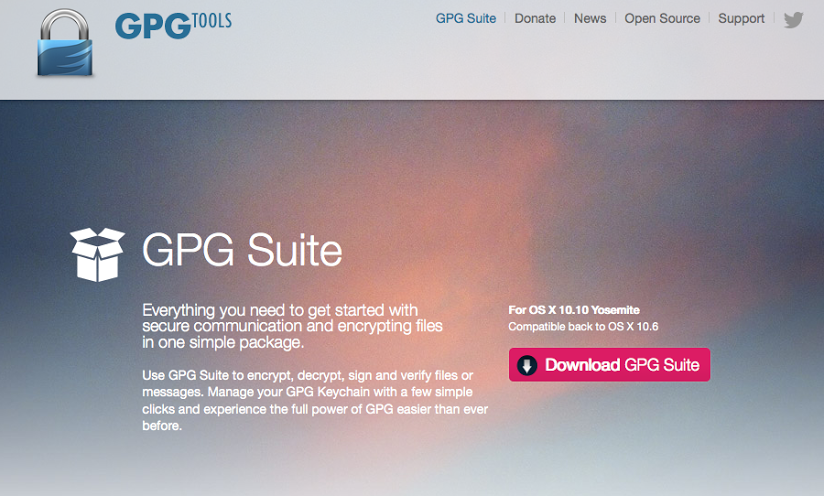 GPGTOOLS
GPG Suite
Donate
News
Open Source
Support
GPG Suite
Everything you need to get started with
secure communication and encrypting files
in one simple package.
Use GPG Suite to encrypt, decrypt, sign and verify files or
messages. Manage your GPG Keychain with a few simple
clicks and experience the full power of GPG easier than ever
before.
For OS X 10.10 Yosemite
Compatible back to OS X 10.6
Download GPG Suite